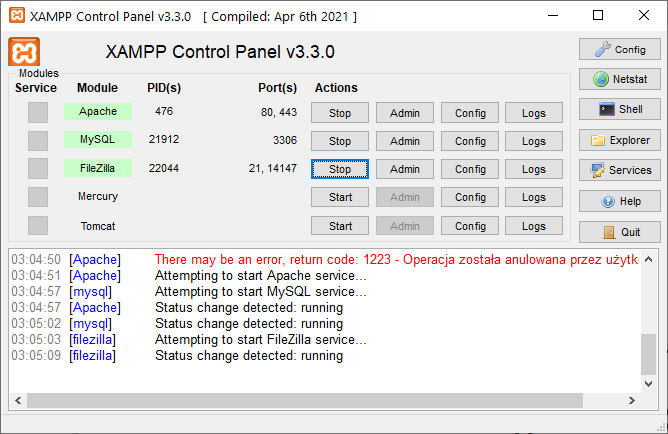 XAMPP Control Panel v3.3.0 [ Compiled: Apr 6th 2021 ]
XAMPP Control Panel v3.3.0
Config
Modules
Service Module PID(s) Port(s) Actions
Netstat
Apache 476 80, 443 Stop Admin Config Logs
Shell
MySQL 21912 3306 Stop Admin Config Logs
Explorer
FileZilla 22044 21, 14147 Stop Admin Config Logs
Services
Mercury Start Admin Config Logs
Help
Tomcat Start Admin Config Logs
Quit
03:04:50 [Apache] There may be an error, return code: 1223 - Operacja została anulowana przez użytk
03:04:51 [Apache] Attempting to start Apache service...
03:04:57 [mysql] Attempting to start MySQL service...
03:04:57 [Apache] Status change detected: running
03:05:02 [mysql] Status change detected: running
03:05:03 [filezilla] Attempting to start FileZilla service...
03:05:09 [filezilla] Status change detected: running